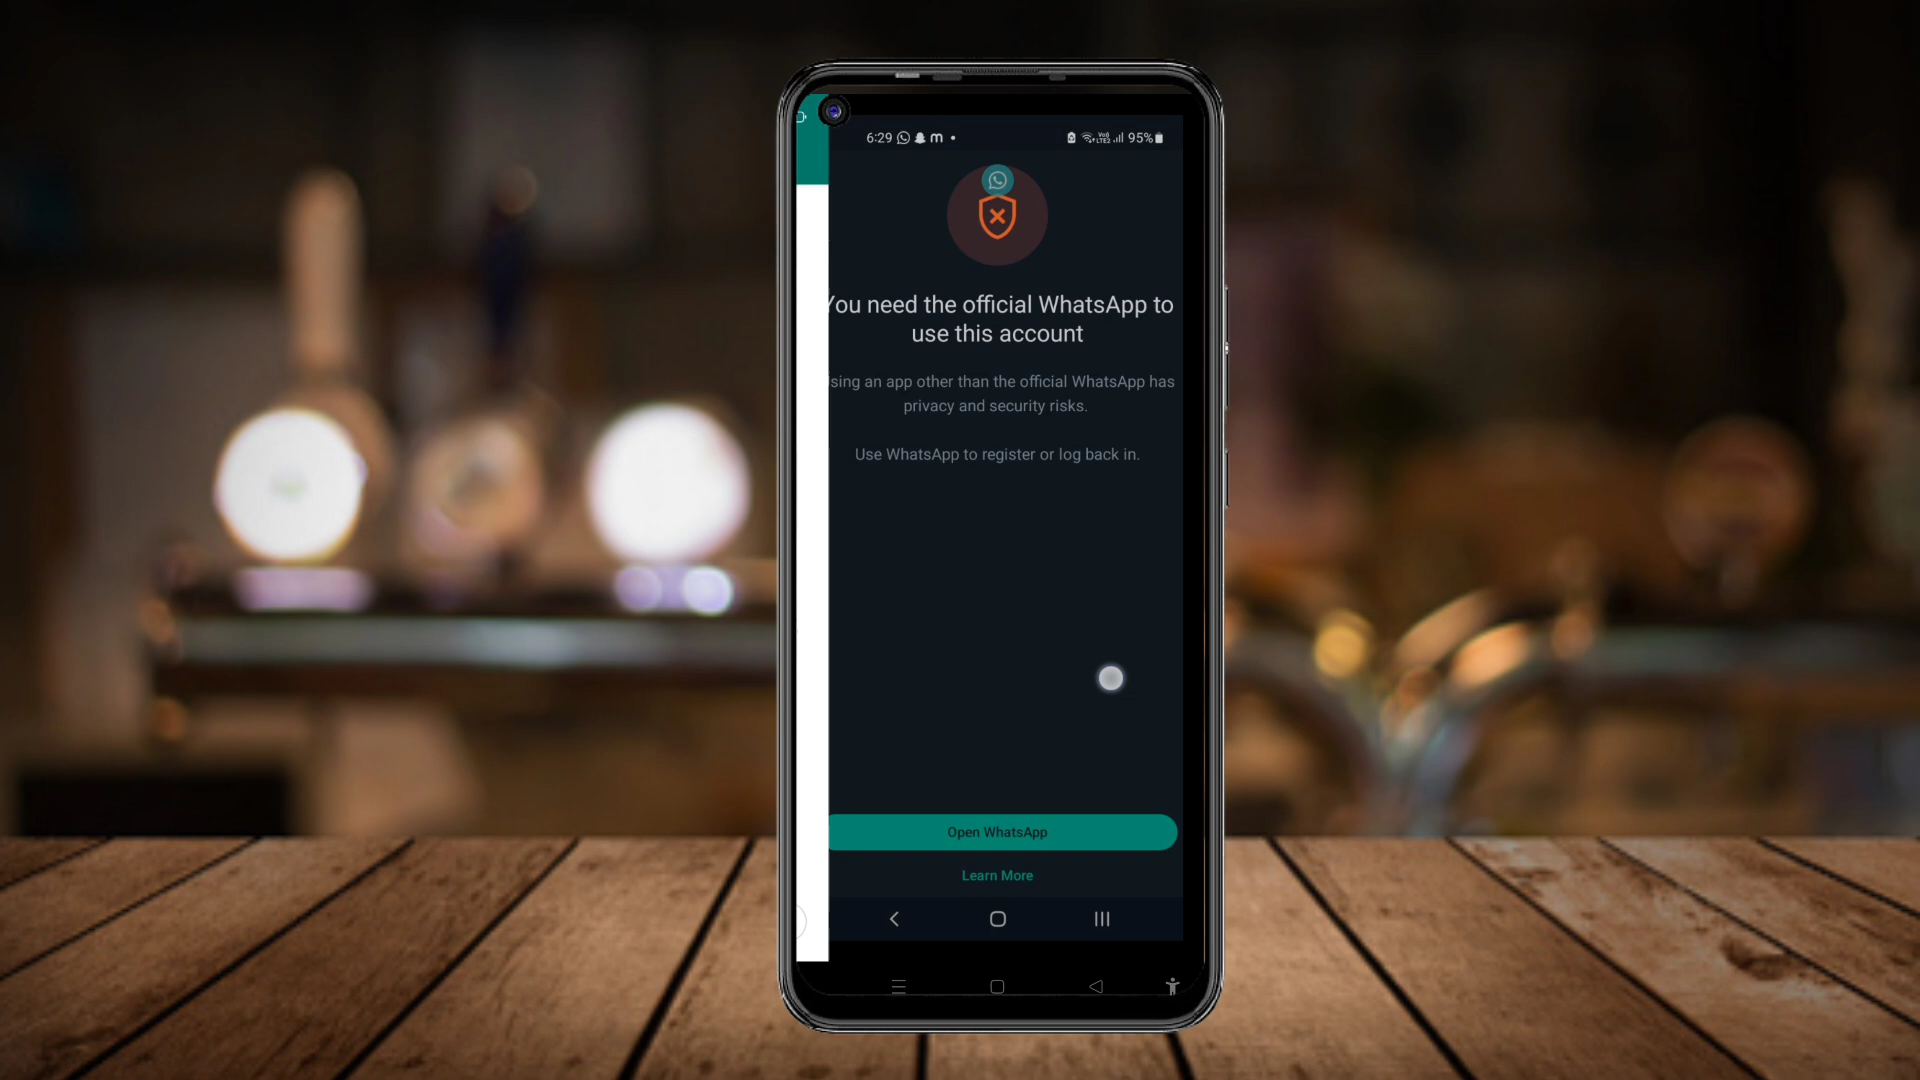 6:29 m 95%
You need the official WhatsApp to
use this account
sing an app other than the official WhatsApp has
privacy and security risks.
Use WhatsApp to register or log back in.
Open WhatsApp
Learn More